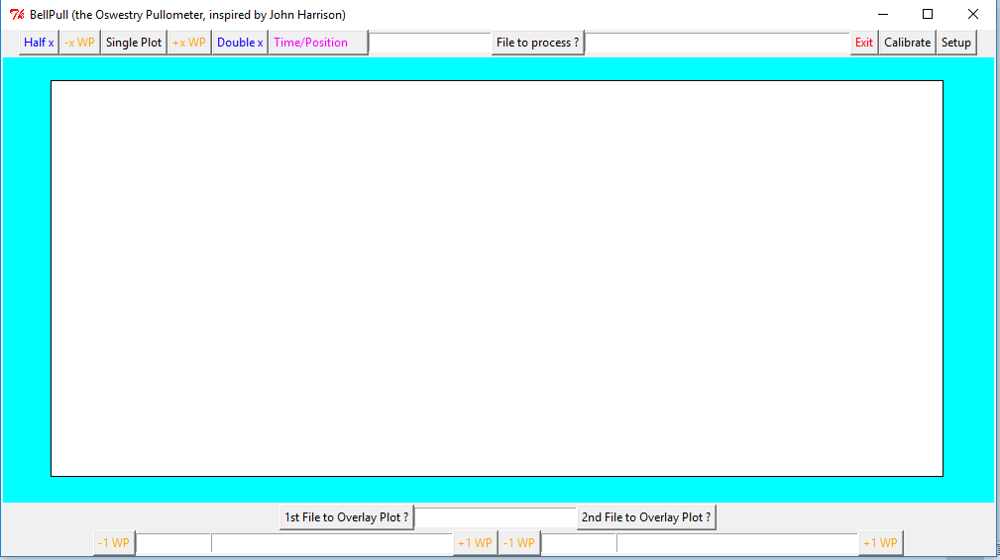 BellPull (the Oswestry Pullometer, inspired by John Harrison)
Half x -x WP Single Plot +x WP Double x Time/Position File to process ? Exit Calibrate Setup
1st File to Overlay Plot ? 2nd File to Overlay Plot ?
-1 WP +1 WP -1 WP +1 WP